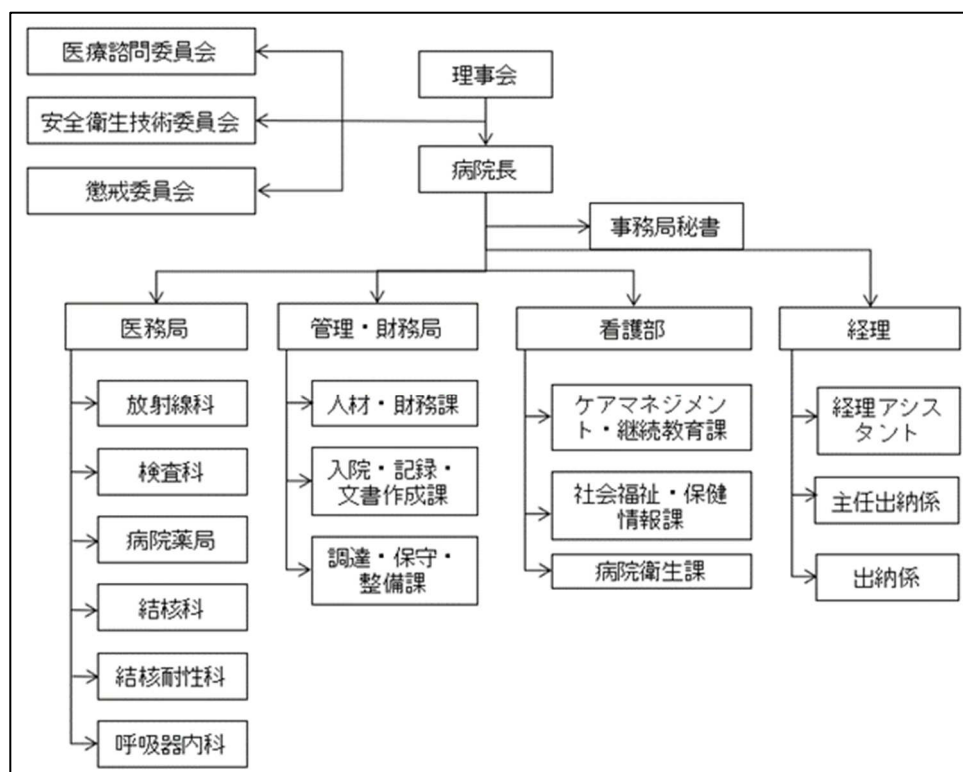 医療諮問委員会
理事会
安全衛生技術委員会
病院長
懲戒委員会
事務局秘書
医務局
管理・財務局
看護部
経理
放射線科
検査科
病院薬局
結核科
結核耐性科
呼吸器内科
人材・財務課
入院・記録・
文書作成課
調達・保守・
整備課
ケアマネジメン
ト・継続教育課
社会福祉・保健
情報課
病院衛生課
経理アシス
タント
主任出納係
出納係